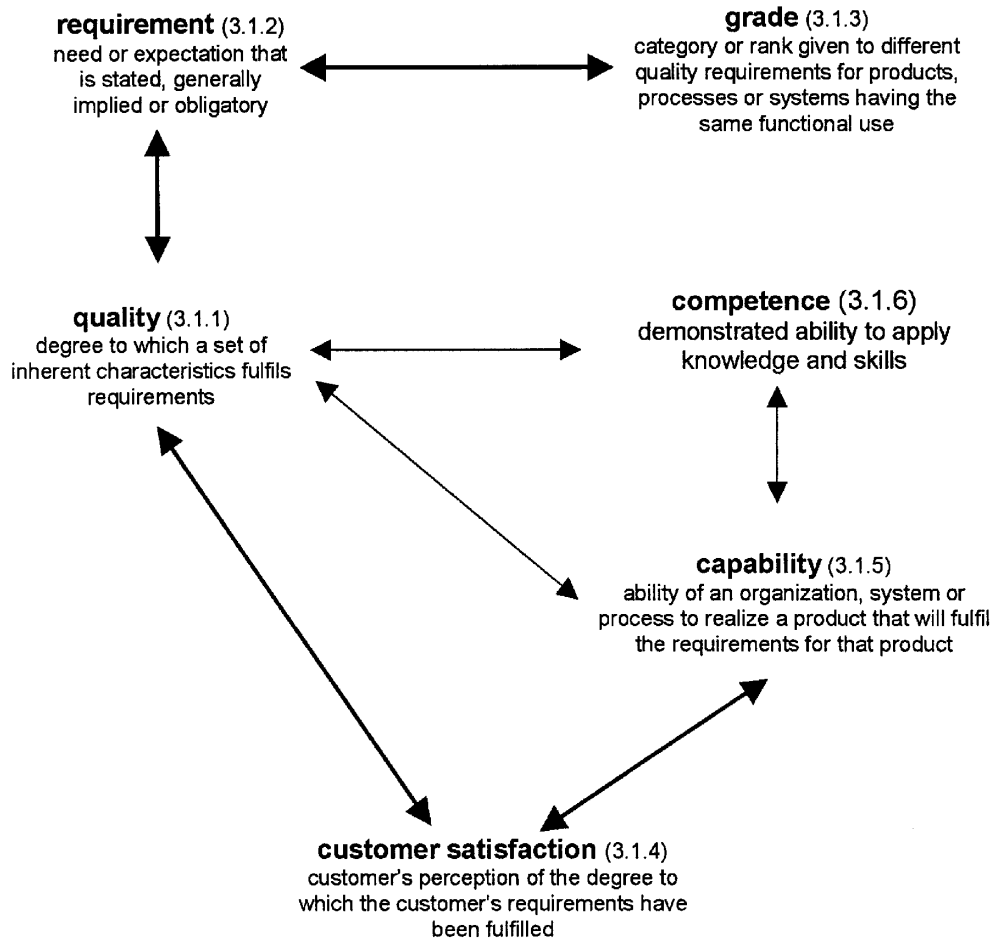 requirement (3.1.2)
need or expectation that
is stated, generally
implied or obligatory
grade (3.1.3)
category or rank given to different
quality requirements for products,
processes or systems having the
same functional use
quality (3.1.1)
degree to which a set of
inherent characteristics fulfils
requirements
competence (3.1.6)
demonstrated ability to apply
knowledge and skills
capability (3.1.5)
ability of an organization, system or
process to realize a product that will fulfil
the requirements for that product
customer satisfaction (3.1.4)
customer's perception of the degree to
which the customer's requirements have
been fulfilled